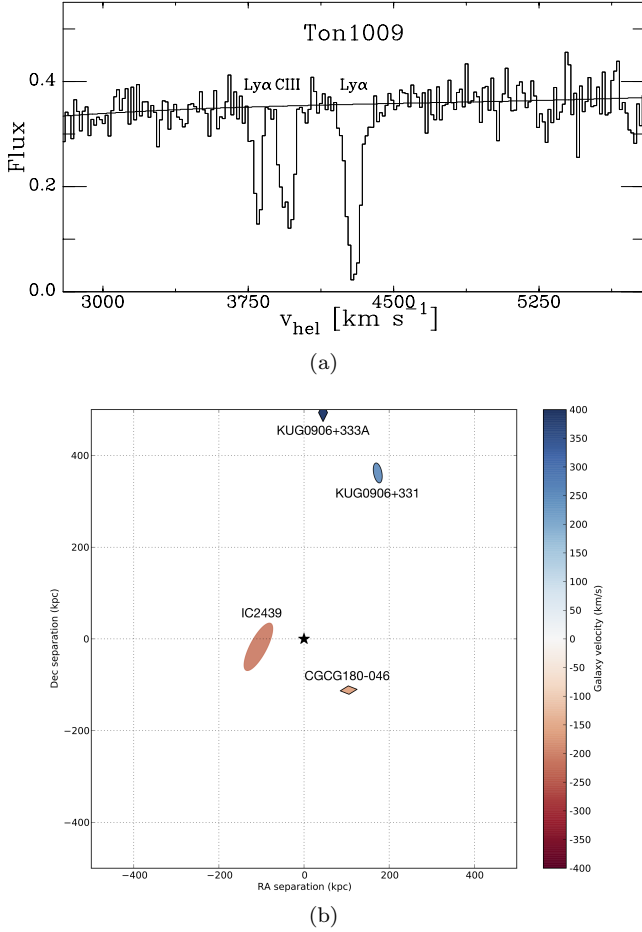 Ton1009
Lyα CIII Lyα
0.4
0.2
0.0
Flux
3000 3750 4500 5250
v_hel [km s⁻¹]
(a)
KUG0906+333A
KUG0906+331
IC2439
CGCG180-046
400
200
0
−200
−400
Dec separation (kpc)
−400 −200 0 200 400
RA separation (kpc)
400
350
300
250
200
150
100
50
0
-50
-100
-150
-200
-250
-300
-350
-400
Galaxy velocity (km/s)
(b)